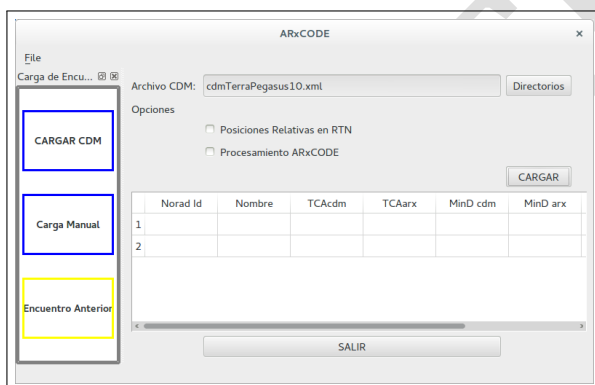 ARxCODE ×
File
Carga de Encu...
Archivo CDM: cdmTerraPegasus10.xml Directorios
Opciones
CARGAR CDM
Posiciones Relativas en RTN
Procesamiento ARxCODE
CARGAR
Norad Id Nombre TCAcdm TCAarx MinD cdm MinD arx
Carga Manual
1
2
Encuentro Anterior
SALIR